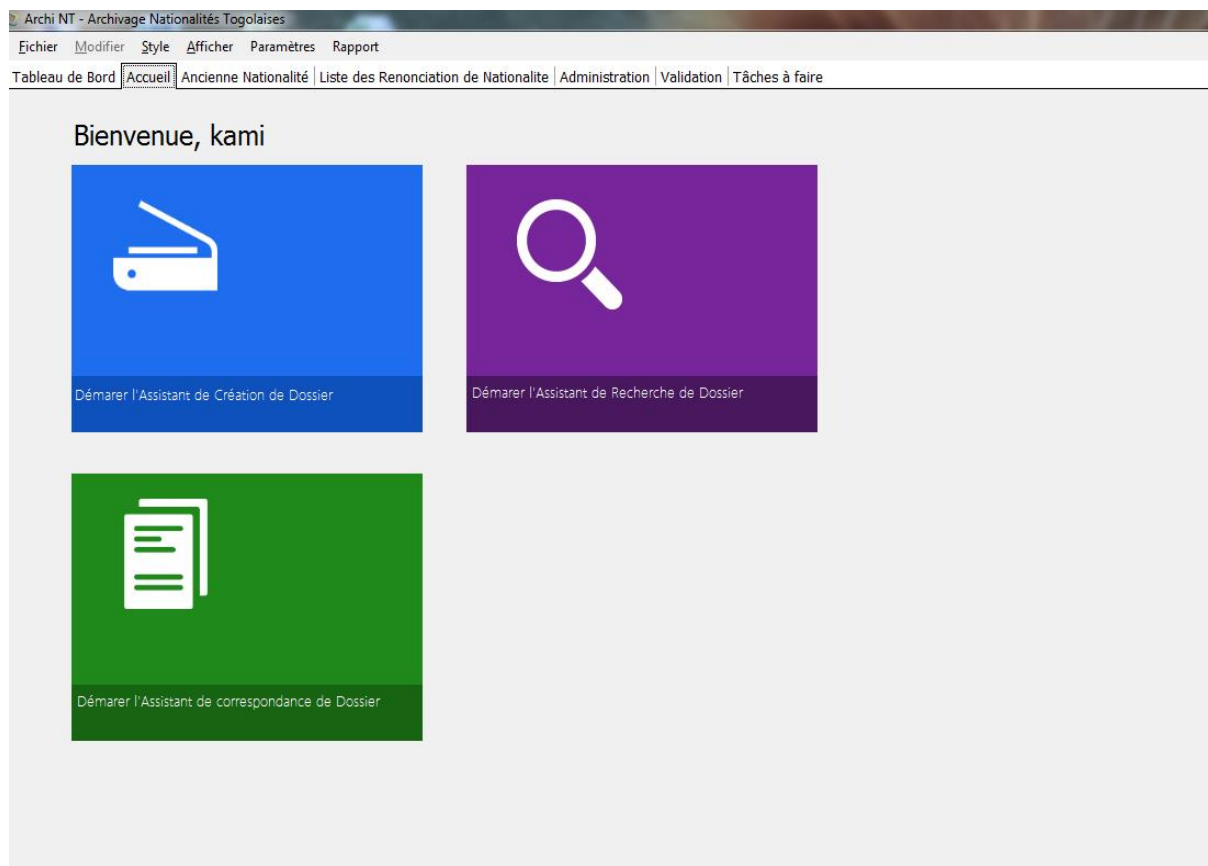 Archi NT - Archivage Nationalités Togolaises
Fichier Modifier Style Afficher Paramètres Rapport
Tableau de Bord Accueil Ancienne Nationalité Liste des Renonciation de Nationalite Administration Validation Tâches à faire
Bienvenue, kami
Démarer l'Assistant de Création de Dossier
Démarer l'Assistant de Recherche de Dossier
Démarer l'Assistant de correspondance de Dossier